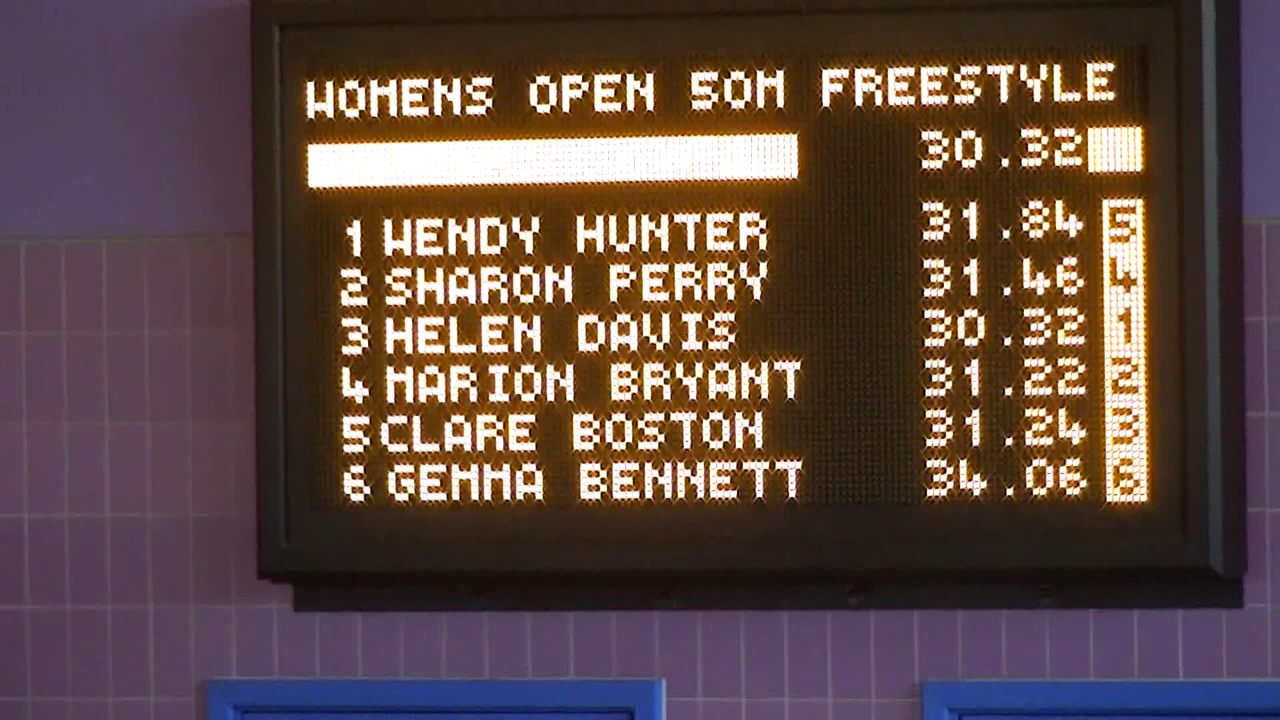 WOMENS OPEN 50M FREESTYLE
30.32
1 WENDY HUNTER 31.84 5
2 SHARON PERRY 31.46 4
3 HELEN DAVIS 30.32 1
4 MARION BRYANT 31.22 2
5 CLARE BOSTON 31.24 3
6 GEMMA BENNETT 34.06 6